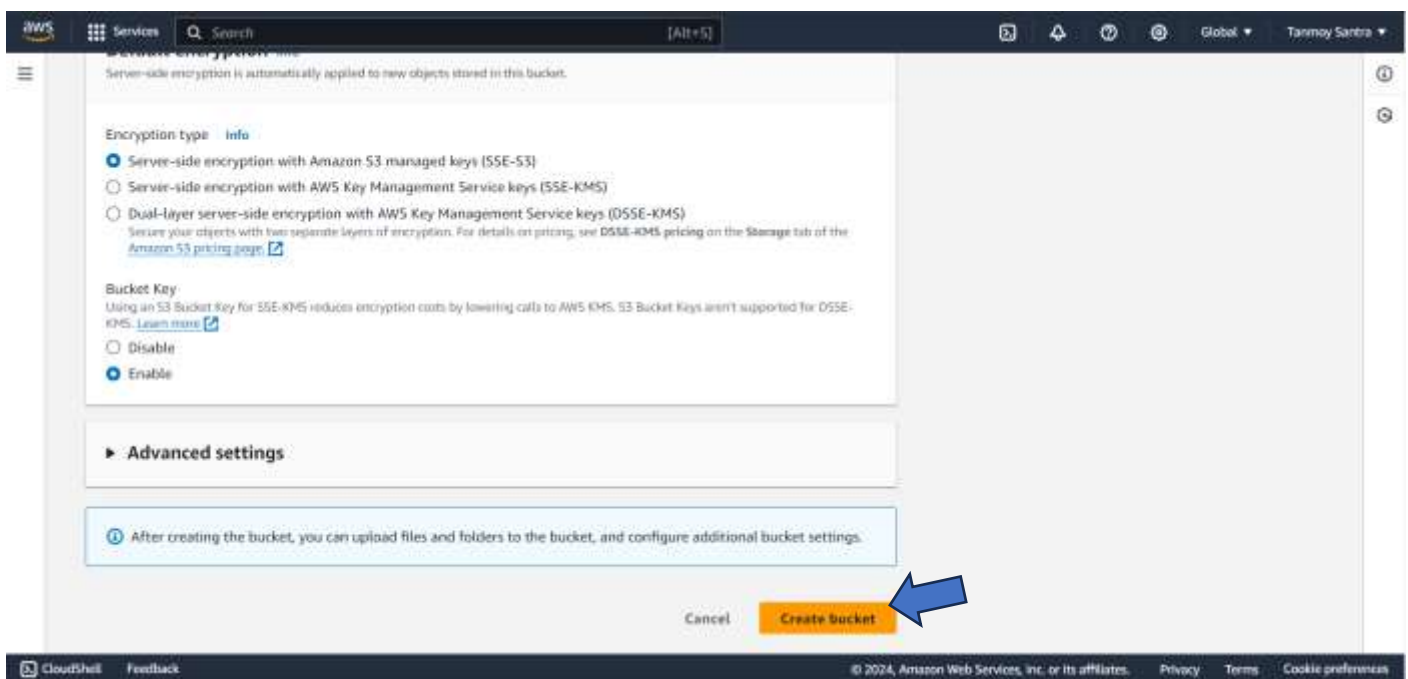 aws
Services
Search
[Alt+S]
Global
Tanmoy Santra
Default encryption Info
Server-side encryption is automatically applied to new objects stored in this bucket.
Encryption type Info
Server-side encryption with Amazon S3 managed keys (SSE-S3)
Server-side encryption with AWS Key Management Service keys (SSE-KMS)
Dual-layer server-side encryption with AWS Key Management Service keys (DSSE-KMS)
Secure your objects with two separate layers of encryption. For details on pricing, see DSSE-KMS pricing on the Storage tab of the
Amazon S3 pricing page.
Bucket Key
Using an S3 Bucket Key for SSE-KMS reduces encryption costs by lowering calls to AWS KMS. S3 Bucket Keys aren't supported for DSSE-
KMS. Learn more
Disable
Enable
Advanced settings
After creating the bucket, you can upload files and folders to the bucket, and configure additional bucket settings.
Cancel
Create bucket
CloudShell
Feedback
© 2024, Amazon Web Services, Inc. or its affiliates.
Privacy
Terms
Cookie preferences